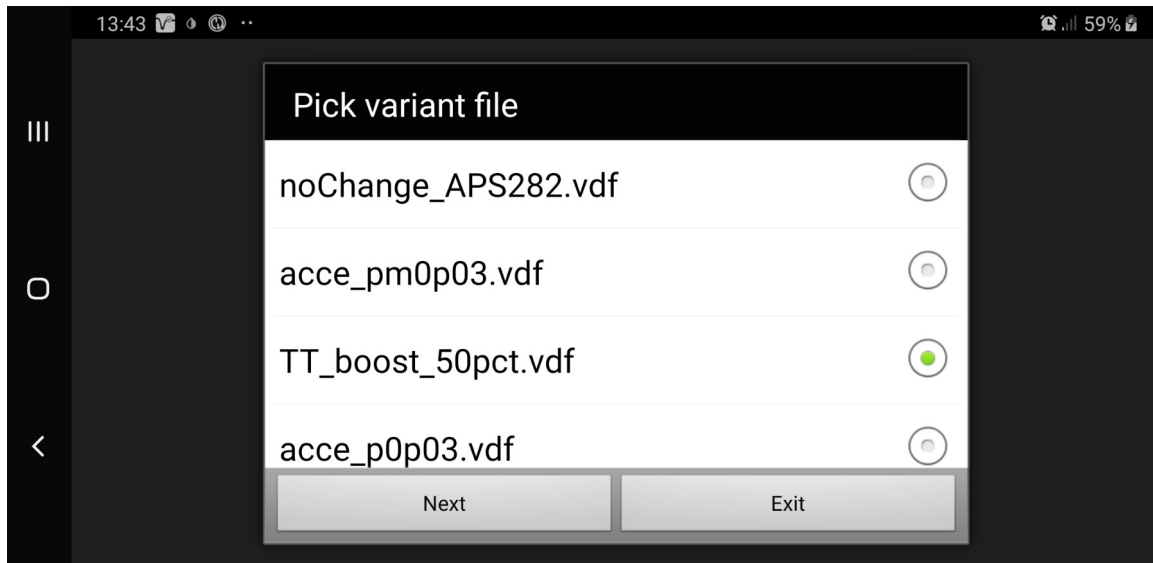 13:43 59%
Pick variant file
noChange_APS282.vdf
acce_pm0p03.vdf
TT_boost_50pct.vdf
acce_p0p03.vdf
Next Exit